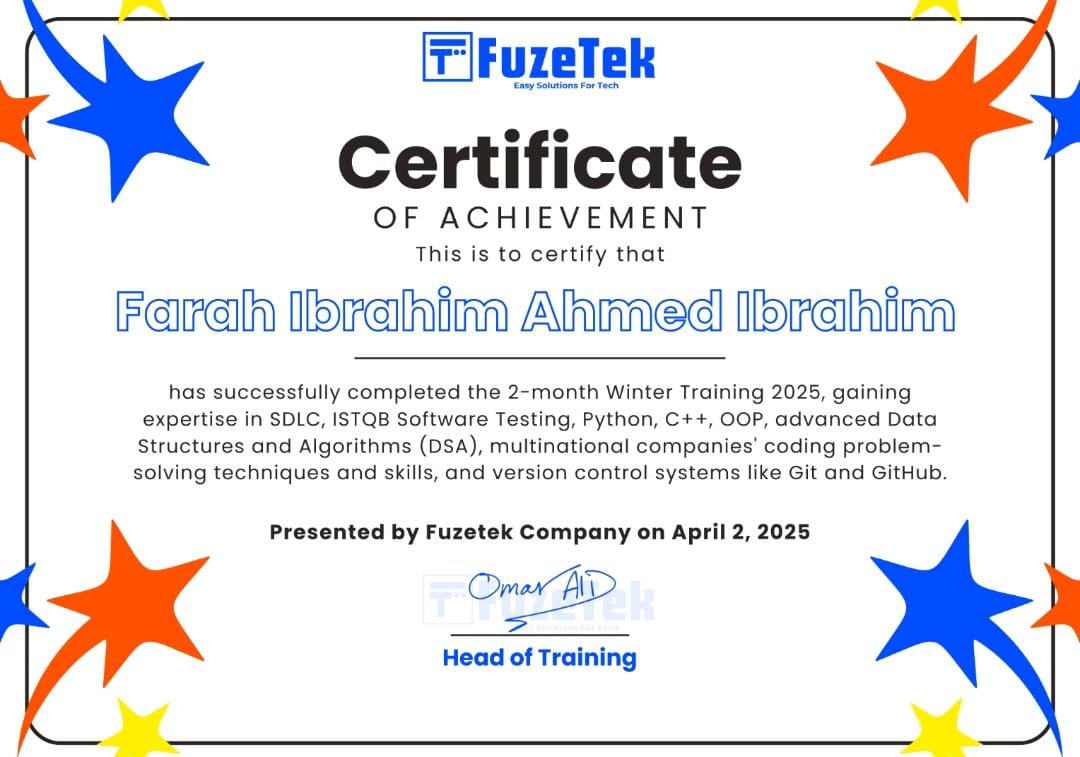 FuzeTek
Easy Solutions For Tech
Certificate
OF ACHIEVEMENT
This is to certify that
Farah Ibrahim Ahmed Ibrahim
has successfully completed the 2-month Winter Training 2025, gaining
expertise in SDLC, ISTQB Software Testing, Python, C++, OOP, advanced Data
Structures and Algorithms (DSA), multinational companies' coding problem-
solving techniques and skills, and version control systems like Git and GitHub.
Presented by Fuzetek Company on April 2, 2025
Omar Ali
FuzeTek
Solutions For Tech
Head of Training